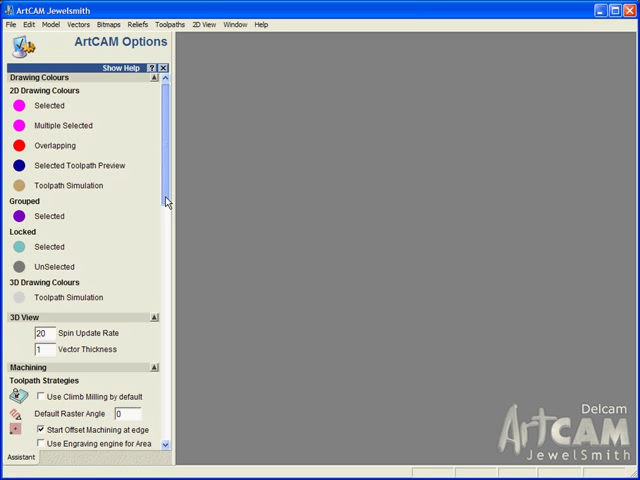 ArtCAM Jewelsmith
File Edit Model Vectors Bitmaps Reliefs Toolpaths 2D View Window Help
ArtCAM Options
Show Help ?
Drawing Colours
2D Drawing Colours
Selected
Multiple Selected
Overlapping
Selected Toolpath Preview
Toolpath Simulation
Grouped
Selected
Locked
Selected
UnSelected
3D Drawing Colours
Toolpath Simulation
3D View
20 Spin Update Rate
1 Vector Thickness
Machining
Toolpath Strategies
Use Climb Milling by default
Default Raster Angle 0
Start Offset Machining at edge
Use Engraving engine for Area
Assistant
Delcam
ArtCAM
JewelSmith